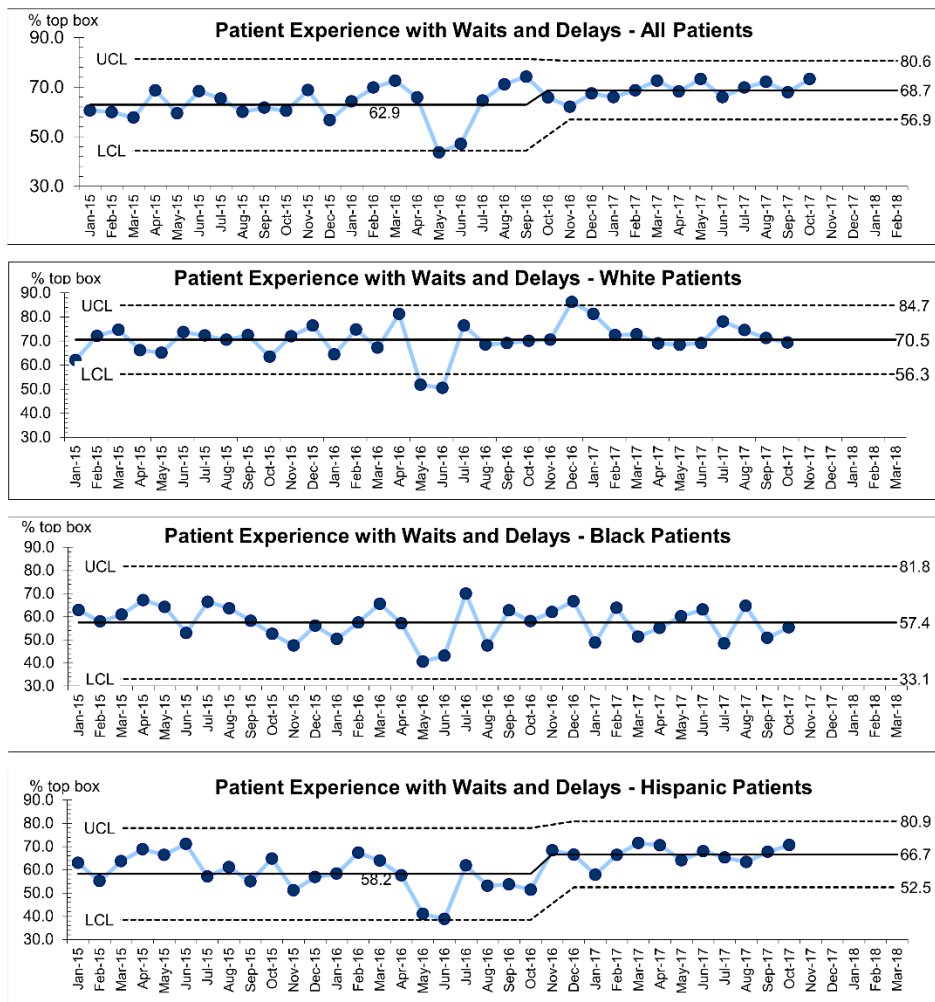 % top box
Patient Experience with Waits and Delays - All Patients
90.0
UCL
80.6
70.0
68.7
62.9
56.9
50.0
LCL
30.0
Jan-15 Feb-15 Mar-15 Apr-15 May-15 Jun-15 Jul-15 Aug-15 Sep-15 Oct-15 Nov-15 Dec-15 Jan-16 Feb-16 Mar-16 Apr-16 May-16 Jun-16 Jul-16 Aug-16 Sep-16 Oct-16 Nov-16 Dec-16 Jan-17 Feb-17 Mar-17 Apr-17 May-17 Jun-17 Jul-17 Aug-17 Sep-17 Oct-17 Nov-17 Dec-17 Jan-18 Feb-18
% top box
Patient Experience with Waits and Delays - White Patients
90.0
UCL
84.7
80.0
70.0
70.5
60.0
LCL
56.3
50.0
40.0
30.0
Jan-15 Feb-15 Mar-15 Apr-15 May-15 Jun-15 Jul-15 Aug-15 Sep-15 Oct-15 Nov-15 Dec-15 Jan-16 Feb-16 Mar-16 Apr-16 May-16 Jun-16 Jul-16 Aug-16 Sep-16 Oct-16 Nov-16 Dec-16 Jan-17 Feb-17 Mar-17 Apr-17 May-17 Jun-17 Jul-17 Aug-17 Sep-17 Oct-17 Nov-17 Dec-17 Jan-18 Feb-18 Mar-18
% top box
Patient Experience with Waits and Delays - Black Patients
90.0
UCL
81.8
80.0
70.0
60.0
57.4
50.0
40.0
LCL
33.1
30.0
Jan-15 Feb-15 Mar-15 Apr-15 May-15 Jun-15 Jul-15 Aug-15 Sep-15 Oct-15 Nov-15 Dec-15 Jan-16 Feb-16 Mar-16 Apr-16 May-16 Jun-16 Jul-16 Aug-16 Sep-16 Oct-16 Nov-16 Dec-16 Jan-17 Feb-17 Mar-17 Apr-17 May-17 Jun-17 Jul-17 Aug-17 Sep-17 Oct-17 Nov-17 Dec-17 Jan-18 Feb-18 Mar-18
% top box
Patient Experience with Waits and Delays - Hispanic Patients
90.0
UCL
80.9
80.0
70.0
66.7
60.0
58.2
52.5
50.0
40.0
LCL
30.0
Jan-15 Feb-15 Mar-15 Apr-15 May-15 Jun-15 Jul-15 Aug-15 Sep-15 Oct-15 Nov-15 Dec-15 Jan-16 Feb-16 Mar-16 Apr-16 May-16 Jun-16 Jul-16 Aug-16 Sep-16 Oct-16 Nov-16 Dec-16 Jan-17 Feb-17 Mar-17 Apr-17 May-17 Jun-17 Jul-17 Aug-17 Sep-17 Oct-17 Nov-17 Dec-17 Jan-18 Feb-18 Mar-18